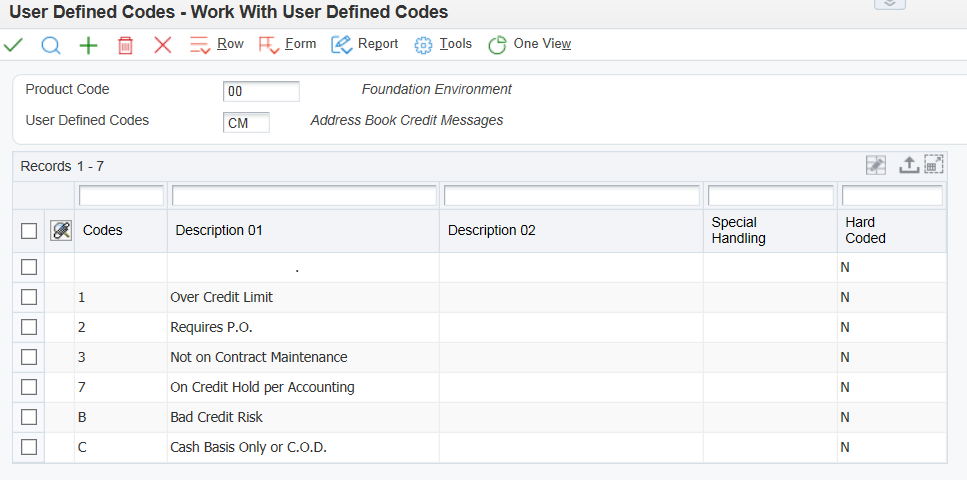 User Defined Codes - Work With User Defined Codes
Row Form Report Tools One View
Product Code 00 Foundation Environment
User Defined Codes CM Address Book Credit Messages
Records 1 - 7
Codes Description 01 Description 02 Special Handling Hard Coded
. N
1 Over Credit Limit N
2 Requires P.O. N
3 Not on Contract Maintenance N
7 On Credit Hold per Accounting N
B Bad Credit Risk N
C Cash Basis Only or C.O.D. N